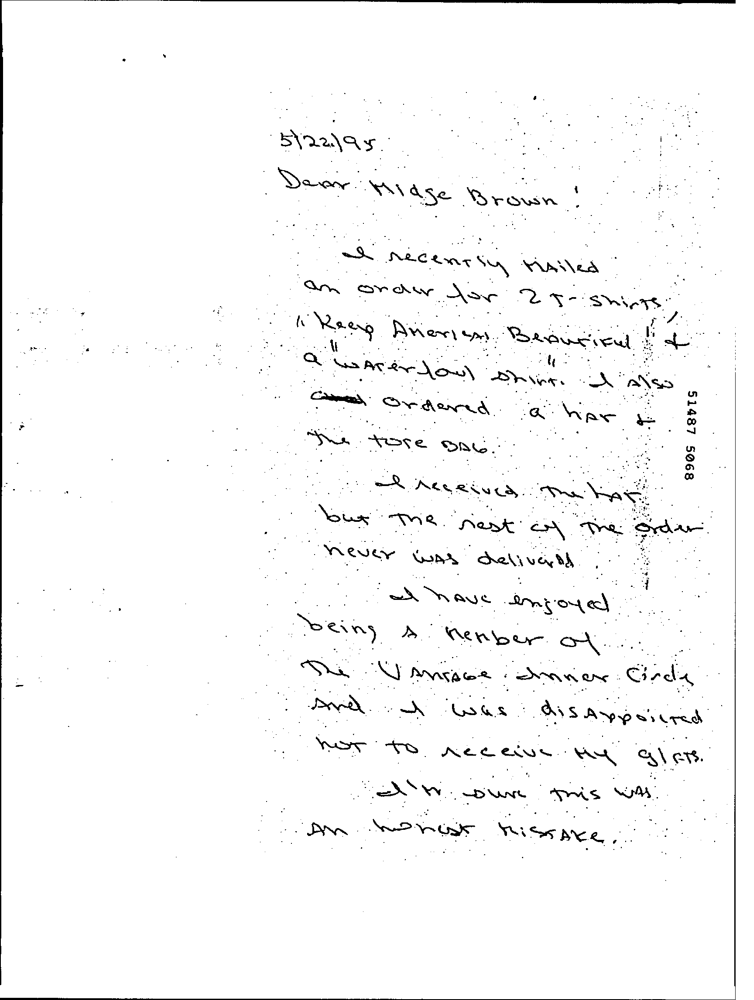 5/22/95
Dear Midge Brown!
I recently mailed
an order for 2 T-shirts,
"Keep American Beautiful" &
a "waterfowl" shirt. I also
ordered a hat &
the tote bag.
I received the hat
but the rest of the order
never was delivered.
I have enjoyed
being a member of
the Vantage Inner Circle
and I was disappointed
not to receive my gifts.
I'm sure this was
an honest mistake.
51487 5068